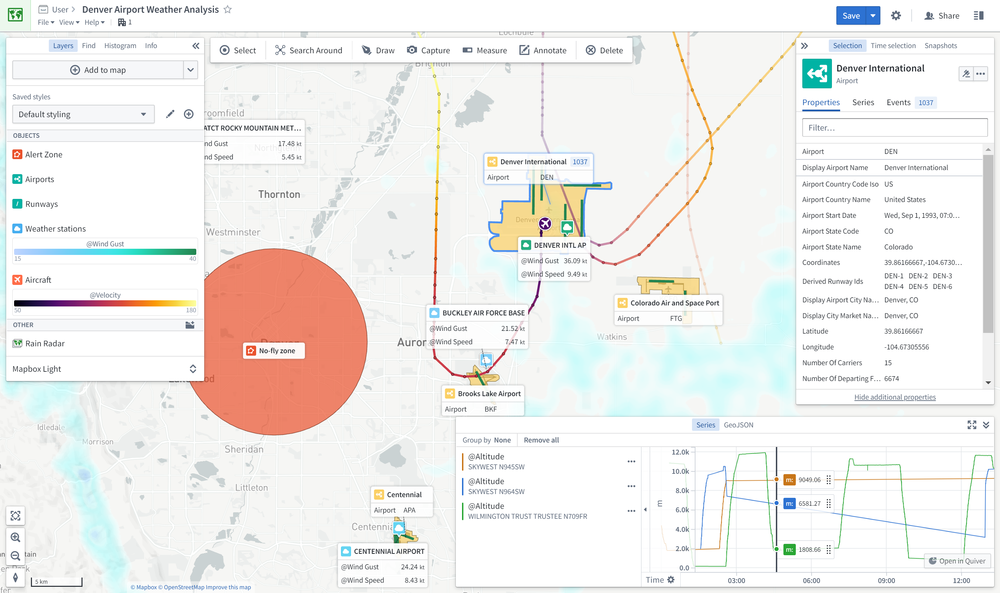 User
Denver Airport Weather Analysis
File View Help 1
Save
Share
Layers Find Histogram Info
Add to map
Saved styles
Default styling
OBJECTS
Alert Zone
Airports
Runways
Weather stations
@Wind Gust
15 40
Aircraft
@Velocity
50 180
OTHER
Rain Radar
Mapbox Light
Select Search Around Draw Capture Measure Annotate Delete
Lochbuie
Brighton
roomfield
ATCT ROCKY MOUNTAIN MET...
nd Gust 17.48 kt
Northglenn
nd Speed 5.45 kt
Thornton
Westminster
Denver International 1037
Airport DEN
DENVER INTL AP
@Wind Gust 36.09 kt
@Wind Speed 9.49 kt
Colorado Air and Space Port
Airport FTG
Watkins
BUCKLEY AIR FORCE BASE
@Wind Gust 21.52 kt
@Wind Speed 7.47 kt
Auror
Denver
No-fly zone
Lakewood
Brooks Lake Airport
Airport BKF
Idledale
Morrison
Sheridan
Littleton
Centennial
Airport APA
Centennia
CENTENNIAL AIRPORT
@Wind Gust 24.24 kt
@Wind Speed 8.43 kt
tain
5 km
© Mapbox © OpenStreetMap Improve this map
Selection Time selection Snapshots
Denver International
Airport
Properties Series Events 1037
Filter...
Airport DEN
Display Airport Name Denver International
Airport Country Code Iso US
Airport Country Name United States
Airport Start Date Wed, Sep 1, 1993, 07:0...
Airport State Code CO
Airport State Name Colorado
Coordinates 39.86166667,-104.6730...
Derived Runway Ids DEN-1 DEN-2 DEN-3
DEN-4 DEN-5 DEN-6
Display Airport City Na... Denver, CO
Display City Market Na... Denver, CO
Latitude 39.86166667
Longitude -104.67305556
Number Of Carriers 15
Number Of Departing F... 6674
Hide additional properties
Series GeoJSON
Group by None Remove all
@Altitude
SKYWEST N945SW
@Altitude
SKYWEST N964SW
@Altitude
WILMINGTON TRUST TRUSTEE N709FR
m
12.0k
10.0k
8.0k
6.0k
4.0k
2.0k
0.0
m: 9049.06
m: 6581.27
m: 1808.66
Open in Quiver
Time
03:00 06:00 09:00 12:00